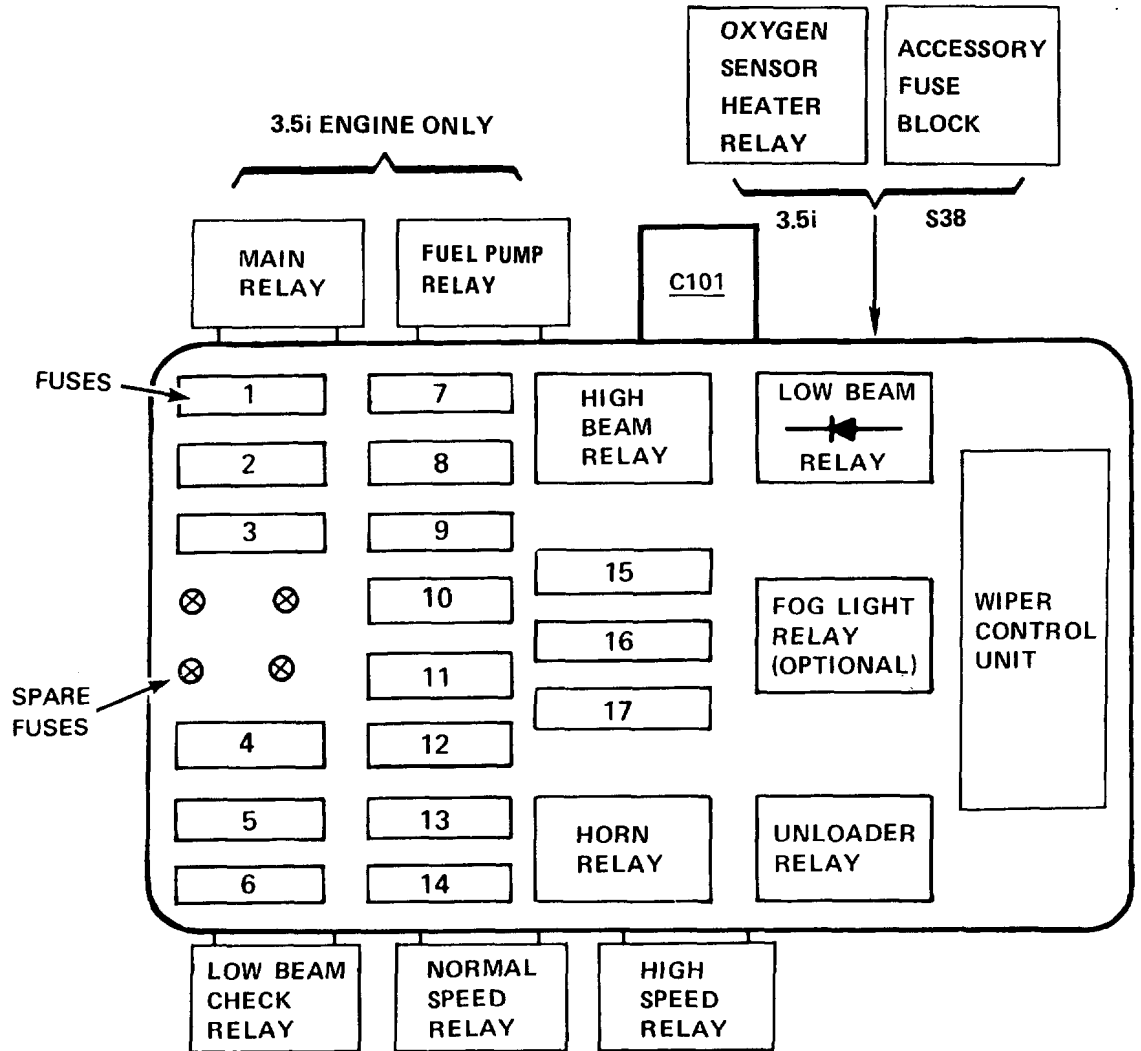 OXYGEN
SENSOR
HEATER
RELAY
ACCESSORY
FUSE
BLOCK
3.5i ENGINE ONLY
3.5i
S38
MAIN
RELAY
FUEL PUMP
RELAY
C101
FUSES
1
7
HIGH
BEAM
RELAY
LOW BEAM
RELAY
2
8
3
9
10
15
16
17
FOG LIGHT
RELAY
(OPTIONAL)
WIPER
CONTROL
UNIT
SPARE
FUSES
11
4
12
5
13
6
14
HORN
RELAY
UNLOADER
RELAY
LOW BEAM
CHECK
RELAY
NORMAL
SPEED
RELAY
HIGH
SPEED
RELAY